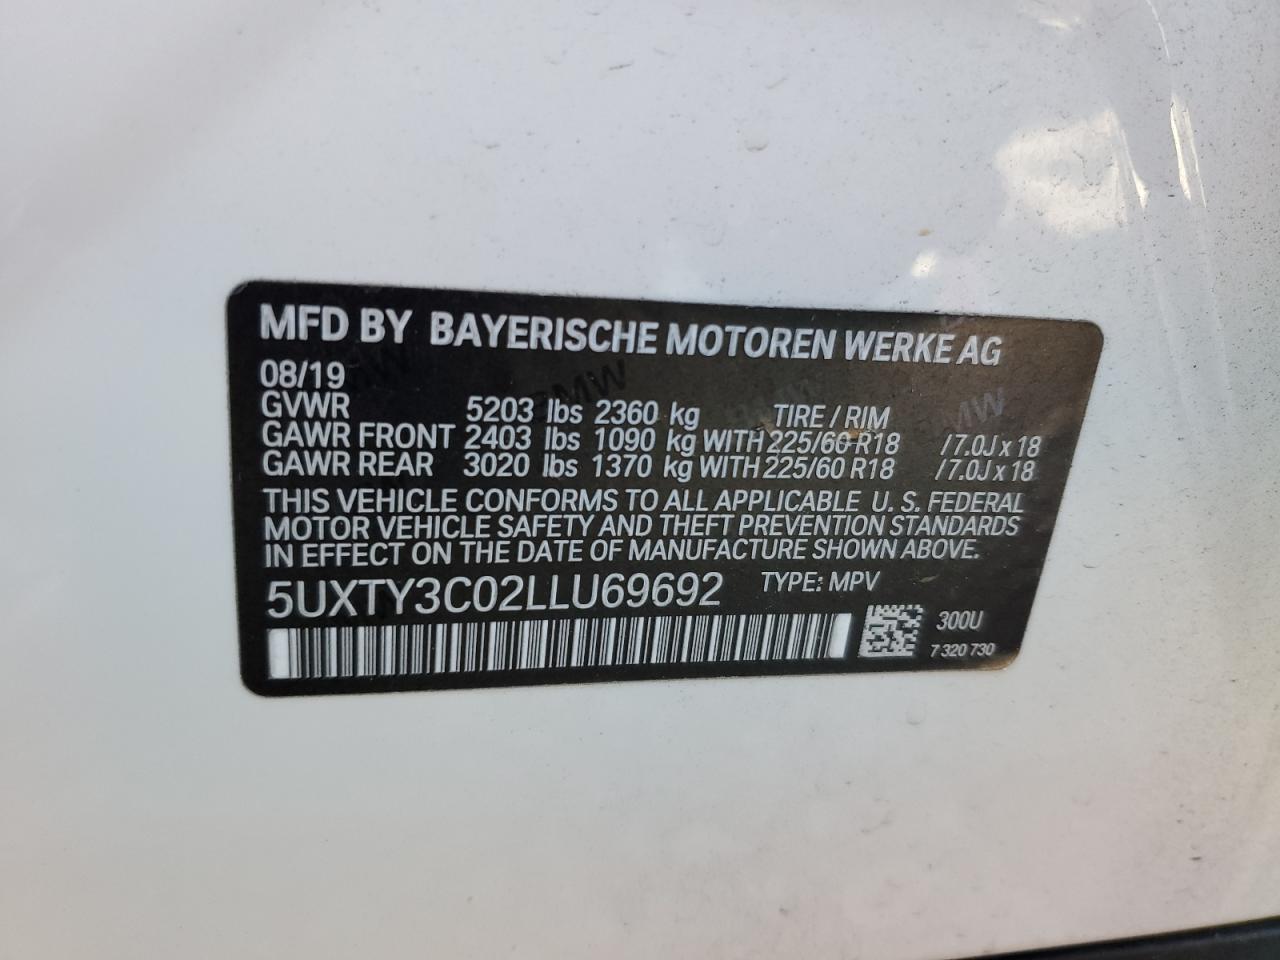 MFD BY BAYERISCHE MOTOREN WERKE AG
08/19
GVWR 5203 lbs 2360 kg TIRE / RIM
GAWR FRONT 2403 lbs 1090 kg WITH 225/60 R18 / 7.0J x 18
GAWR REAR 3020 lbs 1370 kg WITH 225/60 R18 / 7.0J x 18
THIS VEHICLE CONFORMS TO ALL APPLICABLE U. S. FEDERAL
MOTOR VEHICLE SAFETY AND THEFT PREVENTION STANDARDS
IN EFFECT ON THE DATE OF MANUFACTURE SHOWN ABOVE.
5UXTY3C02LLU69692 TYPE: MPV
300U
7 320 730